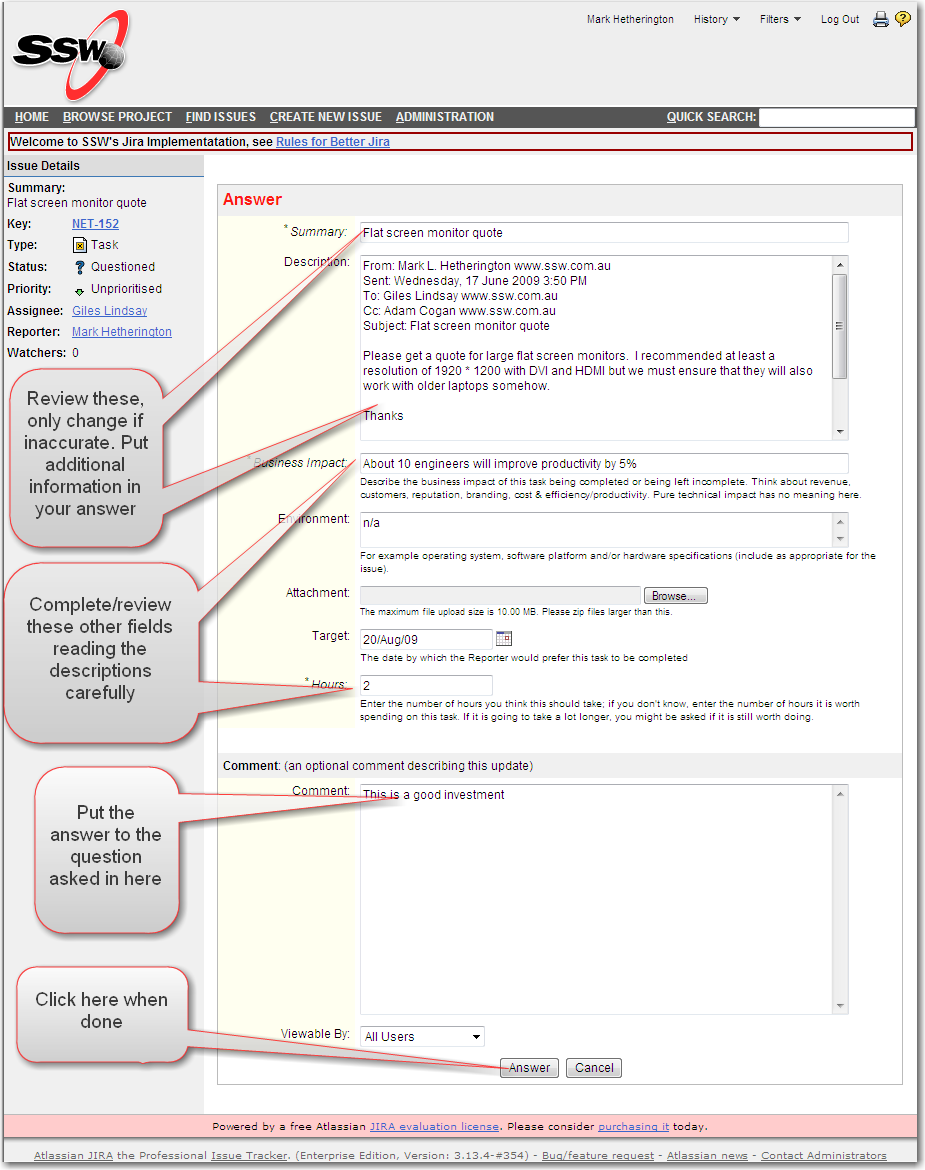 SSW
Mark Hetherington History Filters Log Out
HOME BROWSE PROJECT FIND ISSUES CREATE NEW ISSUE ADMINISTRATION QUICK SEARCH:
Welcome to SSW's Jira Implementatation, see Rules for Better Jira
Issue Details
Summary:
Flat screen monitor quote
Key: NET-152
Type: Task
Status: Questioned
Priority: Unprioritised
Assignee: Giles Lindsay
Reporter: Mark Hetherington
Watchers: 0
Review these,
only change if
inaccurate. Put
additional
information in
your answer
Complete/review
these other fields
reading the
descriptions
carefully
Put the
answer to the
question
asked in here
Click here when
done
Answer
* Summary: Flat screen monitor quote
Description: From: Mark L. Hetherington www.ssw.com.au
Sent: Wednesday, 17 June 2009 3:50 PM
To: Giles Lindsay www.ssw.com.au
Cc: Adam Cogan www.ssw.com.au
Subject: Flat screen monitor quote
Please get a quote for large flat screen monitors. I recommended at least a
resolution of 1920 * 1200 with DVI and HDMI but we must ensure that they will also
work with older laptops somehow.
Thanks
* Business Impact: About 10 engineers will improve productivity by 5%
Describe the business impact of this task being completed or being left incomplete. Think about revenue,
customers, reputation, branding, cost & efficiency/productivity. Pure technical impact has no meaning here.
Environment: n/a
For example operating system, software platform and/or hardware specifications (include as appropriate for the
issue).
Attachment: Browse...
The maximum file upload size is 10.00 MB. Please zip files larger than this.
Target: 20/Aug/09
The date by which the Reporter would prefer this task to be completed
* Hours: 2
Enter the number of hours you think this should take; if you don't know, enter the number of hours it is worth
spending on this task. If it is going to take a lot longer, you might be asked if it is still worth doing.
Comment: (an optional comment describing this update)
Comment: This is a good investment
Viewable By: All Users
Answer Cancel
Powered by a free Atlassian JIRA evaluation license. Please consider purchasing it today.
Atlassian JIRA the Professional Issue Tracker. (Enterprise Edition, Version: 3.13.4-#354) - Bug/feature request - Atlassian news - Contact Administrators